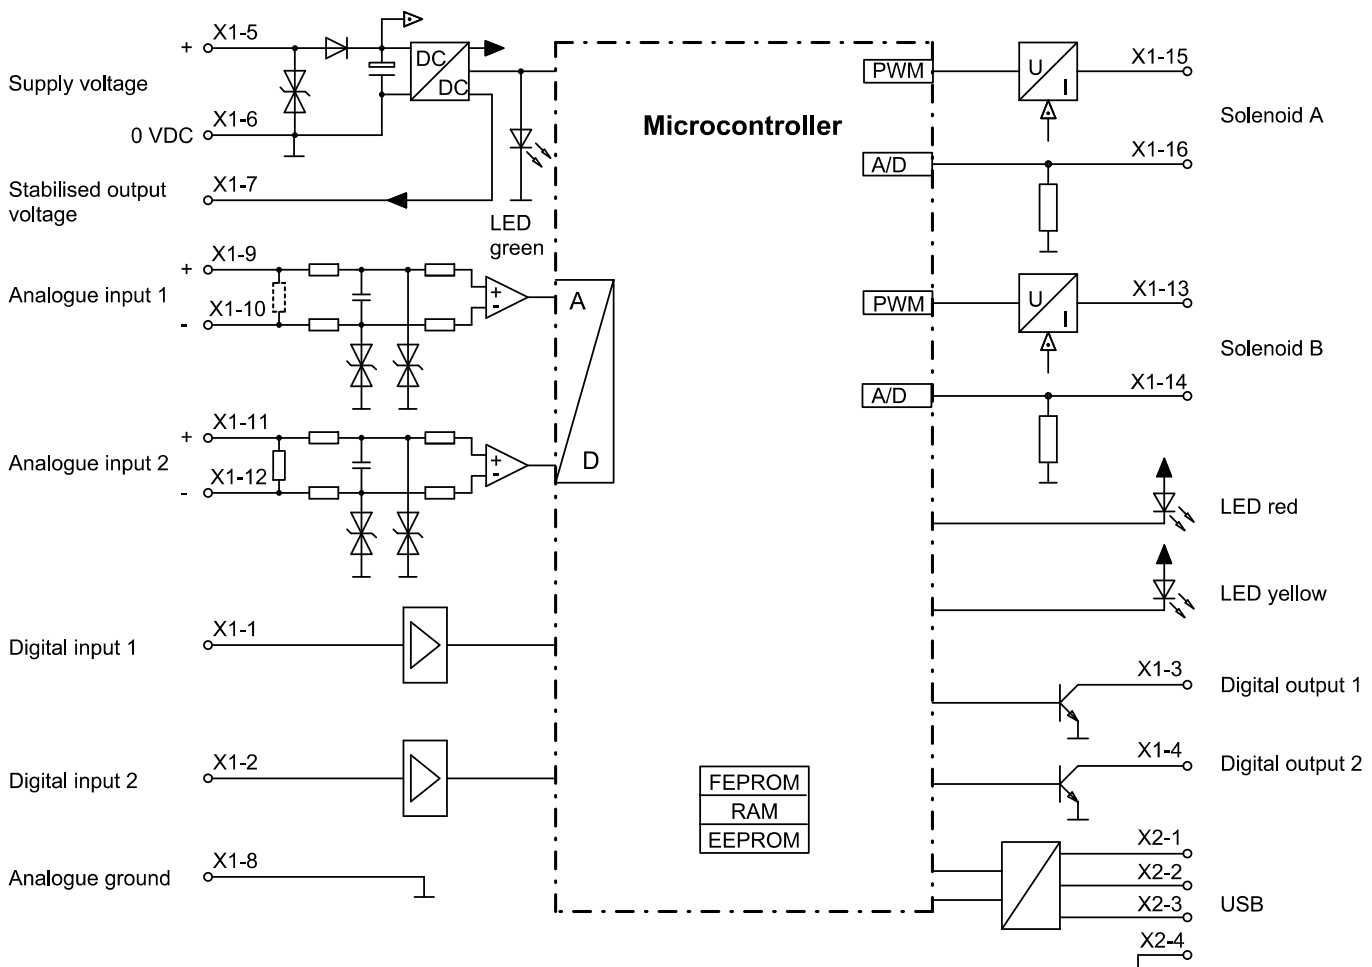 X1-5
+
Supply voltage
DC
DC
X1-6
0 VDC
X1-7
Stabilised output
voltage
LED
green
X1-9
+
Analogue input 1
X1-10
-
+
-
A
D
X1-11
+
Analogue input 2
X1-12
-
+
-
X1-1
Digital input 1
X1-2
Digital input 2
X1-8
Analogue ground
Microcontroller
FEPROM
RAM
EEPROM
PWM
U
I
X1-15
Solenoid A
A/D
X1-16
PWM
U
I
X1-13
Solenoid B
A/D
X1-14
LED red
LED yellow
X1-3
Digital output 1
X1-4
Digital output 2
X2-1
X2-2
X2-3
USB
X2-4